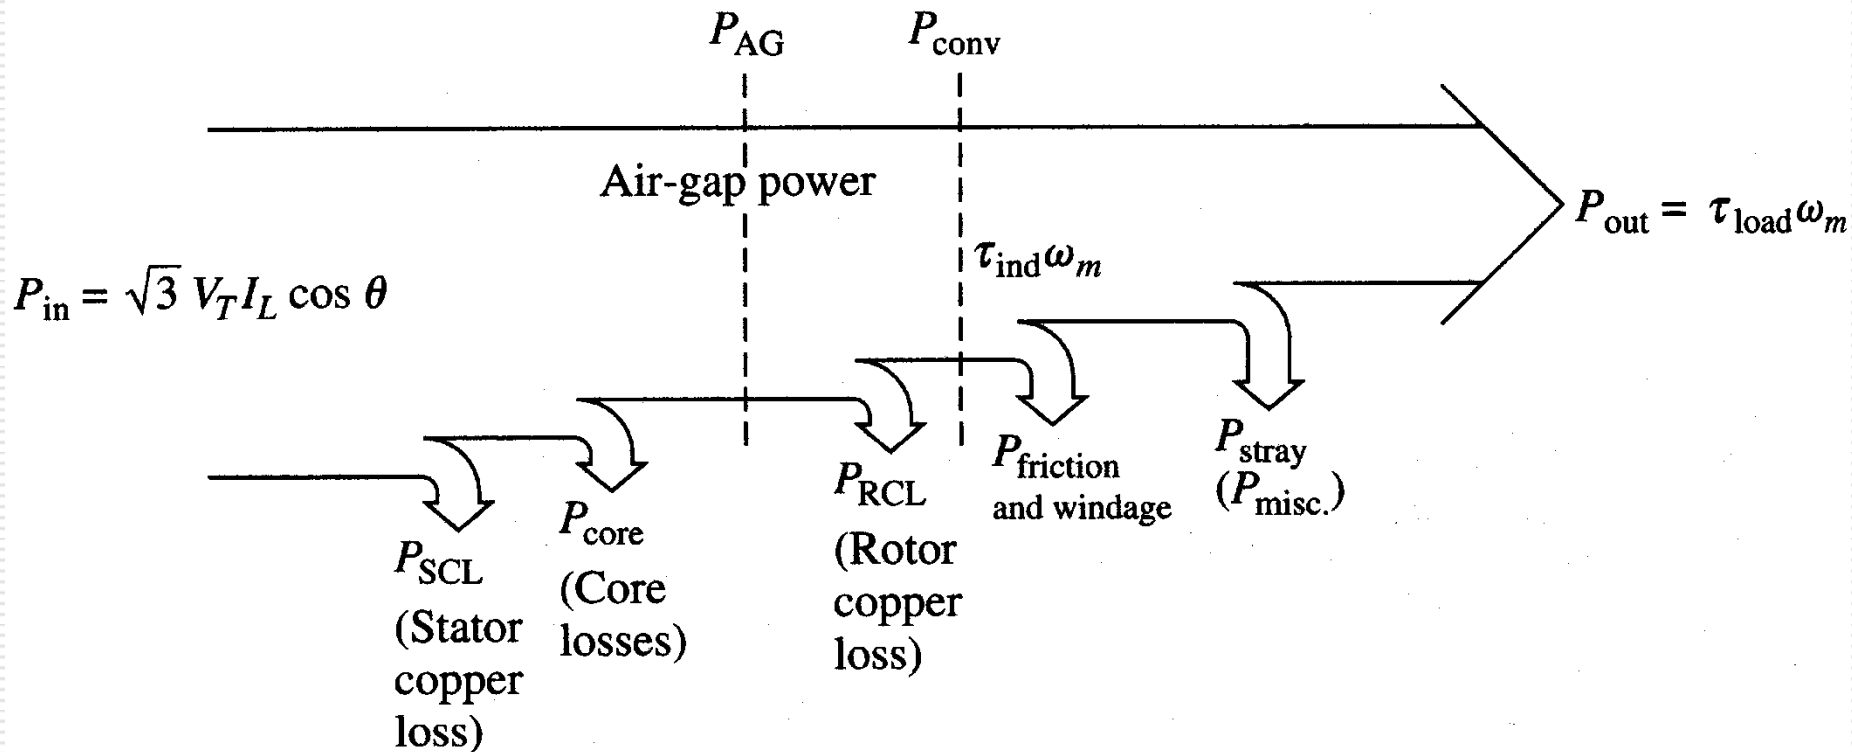 P_AG
P_conv
Air-gap power
P_out = τ_load ω_m
τ_ind ω_m
P_in = √3 V_T I_L cos θ
P_SCL
(Stator
copper
loss)
P_core
(Core
losses)
P_RCL
(Rotor
copper
loss)
P_friction
and windage
P_stray
(P_misc.)